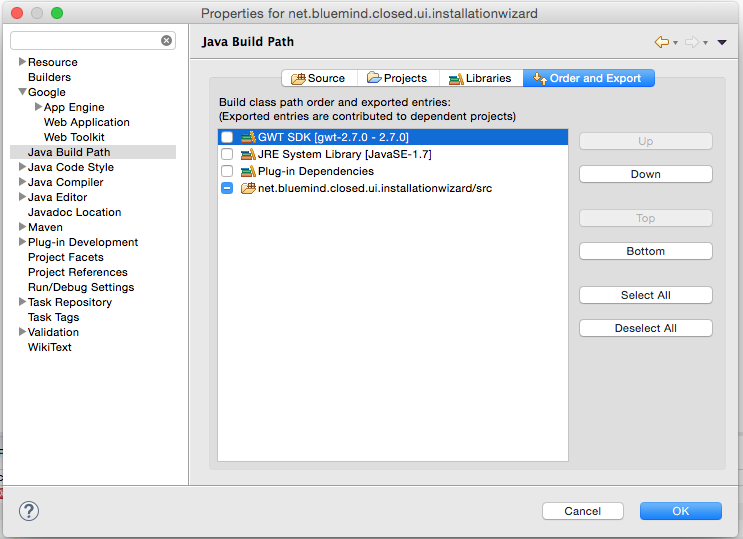 Properties for net.bluemind.closed.ui.installationwizard
Resource
Builders
Google
App Engine
Web Application
Web Toolkit
Java Build Path
Java Code Style
Java Compiler
Java Editor
Javadoc Location
Maven
Plug-in Development
Project Facets
Project References
Run/Debug Settings
Task Repository
Task Tags
Validation
WikiText
Java Build Path
Source
Projects
Libraries
Order and Export
Build class path order and exported entries:
(Exported entries are contributed to dependent projects)
GWT SDK [gwt-2.7.0 - 2.7.0]
JRE System Library [JavaSE-1.7]
Plug-in Dependencies
net.bluemind.closed.ui.installationwizard/src
Up
Down
Top
Bottom
Select All
Deselect All
?
Cancel
OK